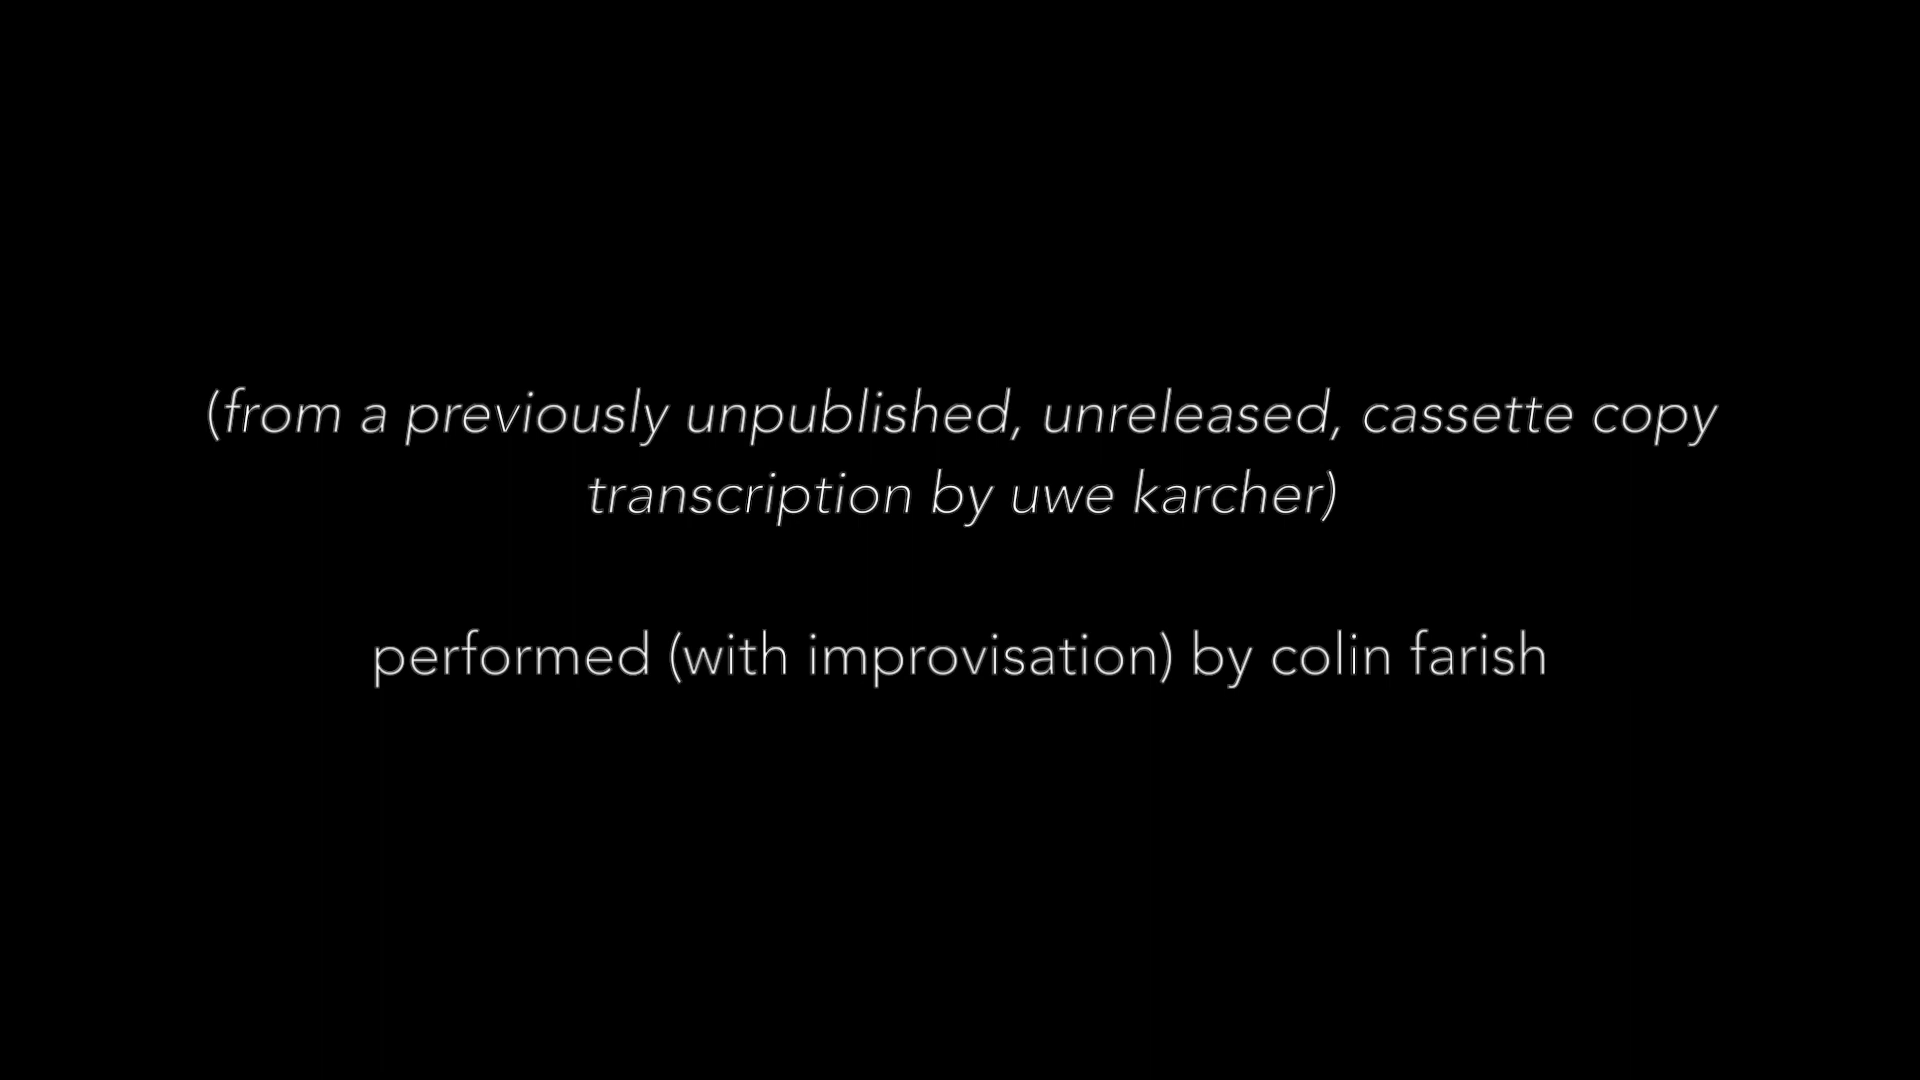 (from a previously unpublished, unreleased, cassette copy
transcription by uwe karcher)
performed (with improvisation) by colin farish